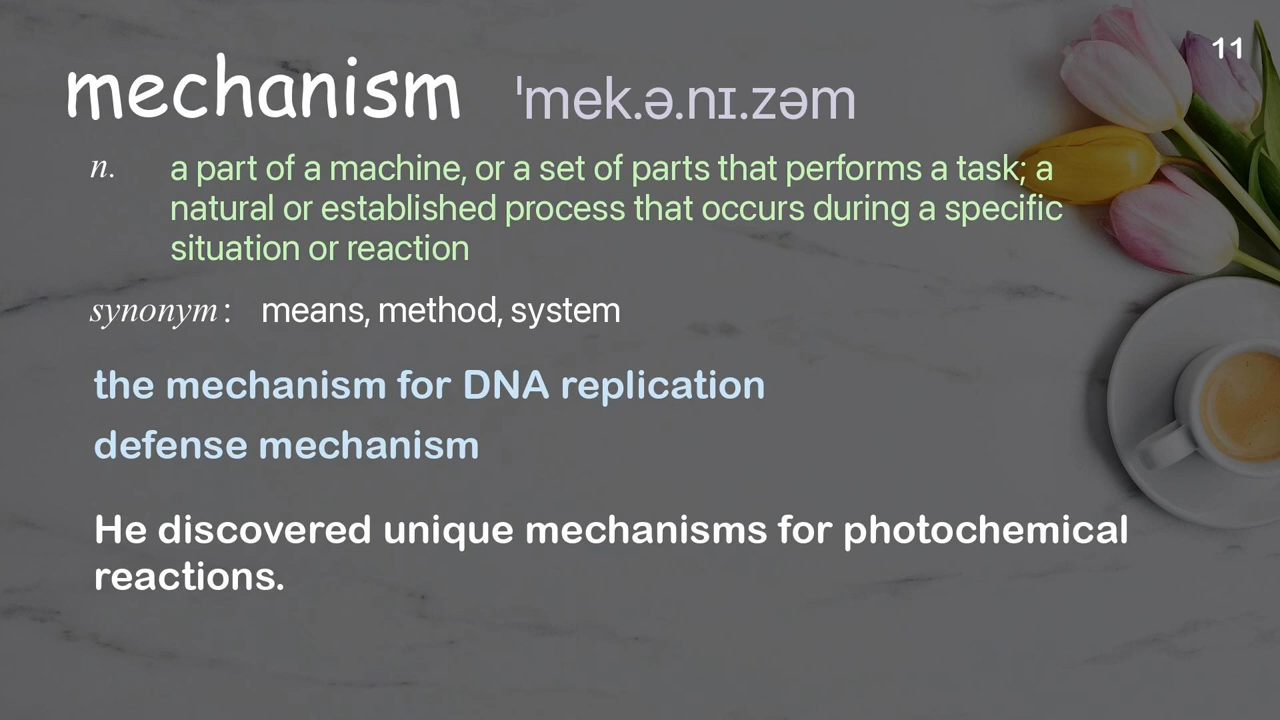 11
mechanism ˈmek.ə.nɪ.zəm
n. a part of a machine, or a set of parts that performs a task; a
natural or established process that occurs during a specific
situation or reaction
synonym: means, method, system
the mechanism for DNA replication
defense mechanism
He discovered unique mechanisms for photochemical
reactions.